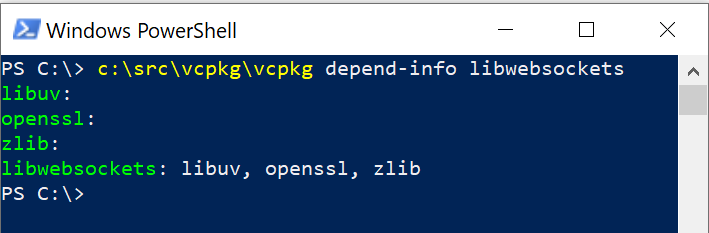 Windows PowerShell
PS C:\> c:\src\vcpkg\vcpkg depend-info libwebsockets
libuv:
openssl:
zlib:
libwebsockets: libuv, openssl, zlib
PS C:\>